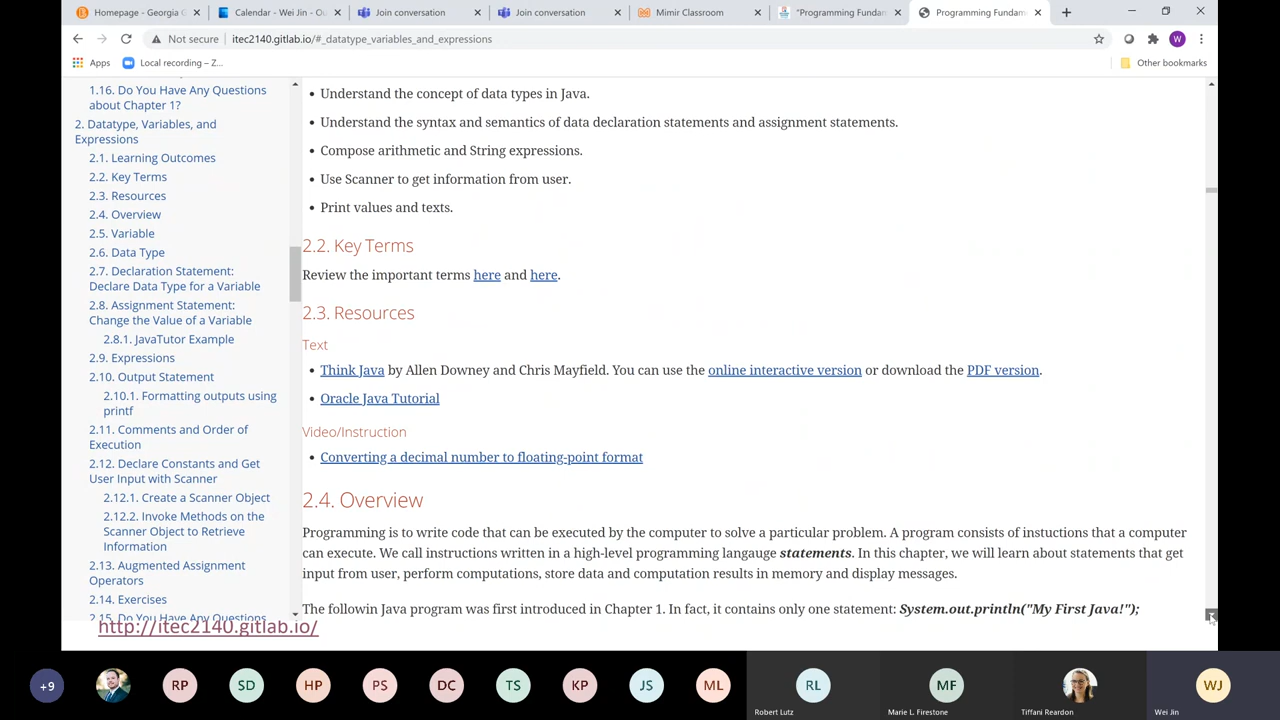 Homepage - Georgia G
Calendar - Wei Jin - Ou
Join conversation
Join conversation
Mimir Classroom
"Programming Funda
Programming Fundam
Not secure
itec2140.gitlab.io/#_datatype_variables_and_expressions
W
Apps
Local recording – Z...
Other bookmarks
1.16. Do You Have Any Questions
about Chapter 1?
2. Datatype, Variables, and
Expressions
2.1. Learning Outcomes
2.2. Key Terms
2.3. Resources
2.4. Overview
2.5. Variable
2.6. Data Type
2.7. Declaration Statement:
Declare Data Type for a Variable
2.8. Assignment Statement:
Change the Value of a Variable
2.8.1. JavaTutor Example
2.9. Expressions
2.10. Output Statement
2.10.1. Formatting outputs using
printf
2.11. Comments and Order of
Execution
2.12. Declare Constants and Get
User Input with Scanner
2.12.1. Create a Scanner Object
2.12.2. Invoke Methods on the
Scanner Object to Retrieve
Information
2.13. Augmented Assignment
Operators
2.14. Exercises
2.15. Do You Have Any Questions
Understand the concept of data types in Java.
Understand the syntax and semantics of data declaration statements and assignment statements.
Compose arithmetic and String expressions.
Use Scanner to get information from user.
Print values and texts.
2.2. Key Terms
Review the important terms here and here.
2.3. Resources
Text
Think Java by Allen Downey and Chris Mayfield. You can use the online interactive version or download the PDF version.
Oracle Java Tutorial
Video/Instruction
Converting a decimal number to floating-point format
2.4. Overview
Programming is to write code that can be executed by the computer to solve a particular problem. A program consists of instuctions that a computer
can execute. We call instructions written in a high-level programming langauge statements. In this chapter, we will learn about statements that get
input from user, perform computations, store data and computation results in memory and display messages.
The followin Java program was first introduced in Chapter 1. In fact, it contains only one statement: System.out.println("My First Java!");
http://itec2140.gitlab.io/
+9
RP
SD
HP
PS
DC
TS
KP
JS
ML
RL
MF
WJ
Robert Lutz
Marie L. Firestone
Tiffani Reardon
Wei Jin